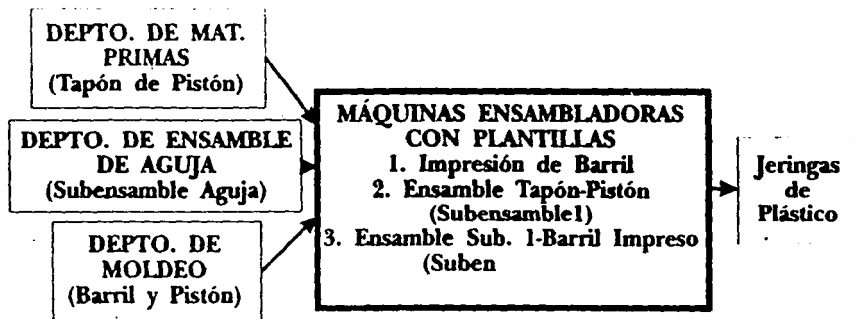 DEPTO. DE MAT.
PRIMAS
(Tapón de Pistón)
DEPTO. DE ENSAMBLE
DE AGUJA
(Subensamble Aguja)
DEPTO. DE
MOLDEO
(Barril y Pistón)
MÁQUINAS ENSAMBLADORAS
CON PLANTILLAS
1. Impresión de Barril
2. Ensamble Tapón-Pistón
(Subensamble1)
3. Ensamble Sub. 1-Barril Impreso
(Suben
Jeringas
de
Plástico